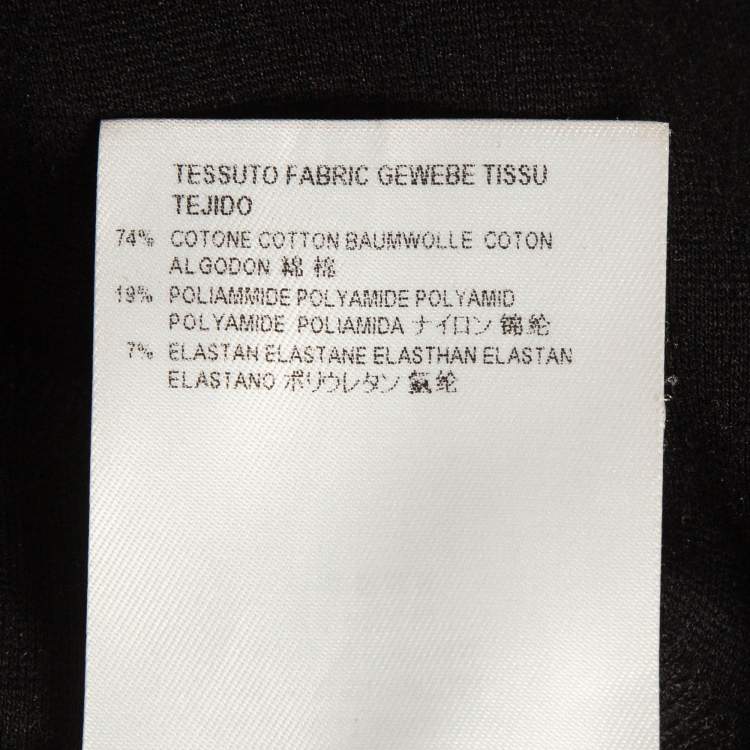 TESSUTO FABRIC GEWEBE TISSU
TEJIDO
74% COTONE COTTON BAUMWOLLE COTON
ALGODON 綿 棉
19% POLIAMMIDE POLYAMIDE POLYAMID
POLYAMIDE POLIAMIDA ナイロン 锦纶
7% ELASTAN ELASTANE ELASTHAN ELASTAN
ELASTANO ポリウレタン 氨纶